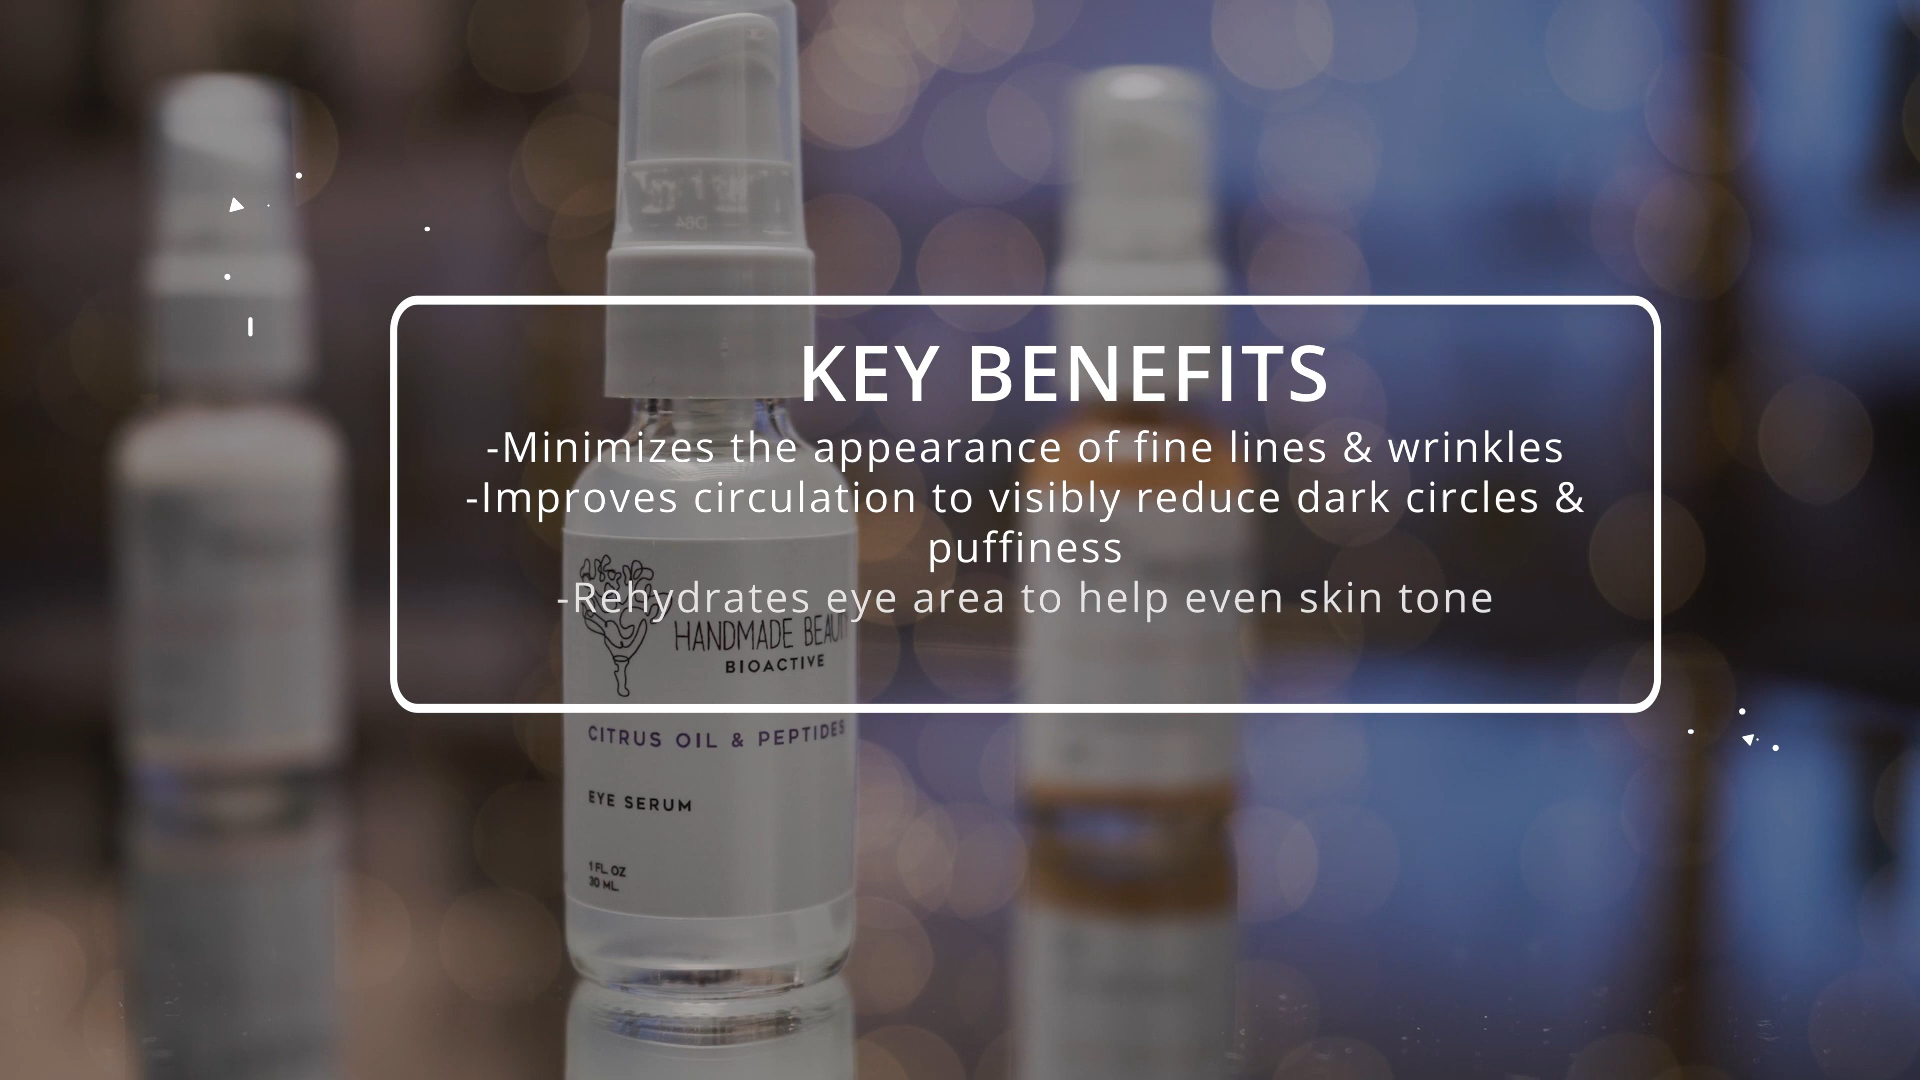 KEY BENEFITS
-Minimizes the appearance of fine lines & wrinkles
-Improves circulation to visibly reduce dark circles &
puffiness
-Rehydrates eye area to help even skin tone
HANDMADE
BIOACTIVE
CITRUS OIL & PEPTIDES
EYE SERUM
1 FL OZ
30 ML